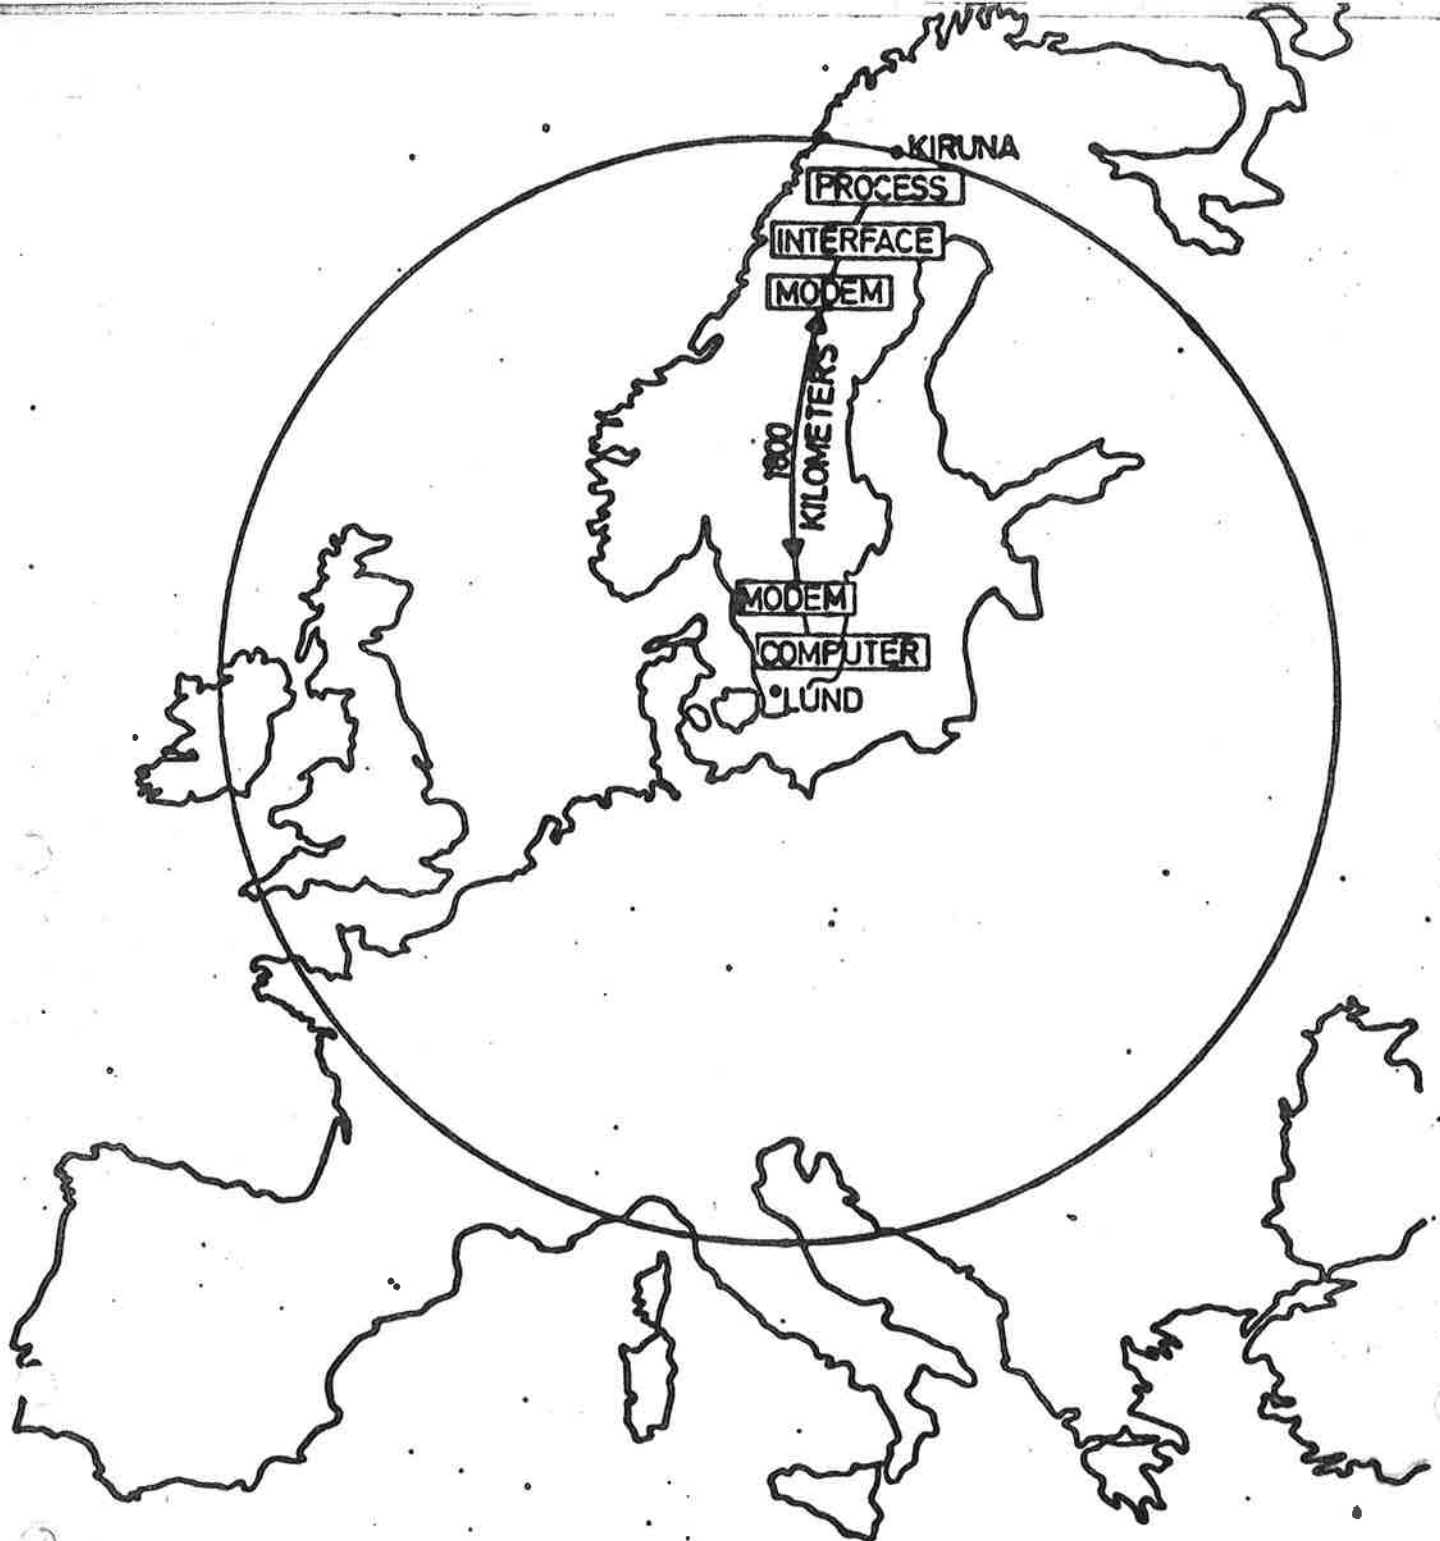 KIRUNA
PROCESS
INTERFACE
MODEM
1800
KILOMETERS
MODEM
COMPUTER
LUND